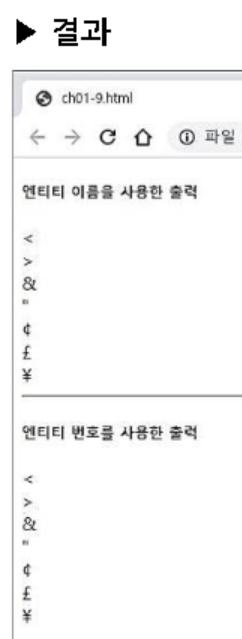 ▶ 결과
ch01-9.html
파일
엔티티 이름을 사용한 출력
<
>
&
"
¢
£
¥
엔티티 번호를 사용한 출력
<
>
&
"
¢
£
¥